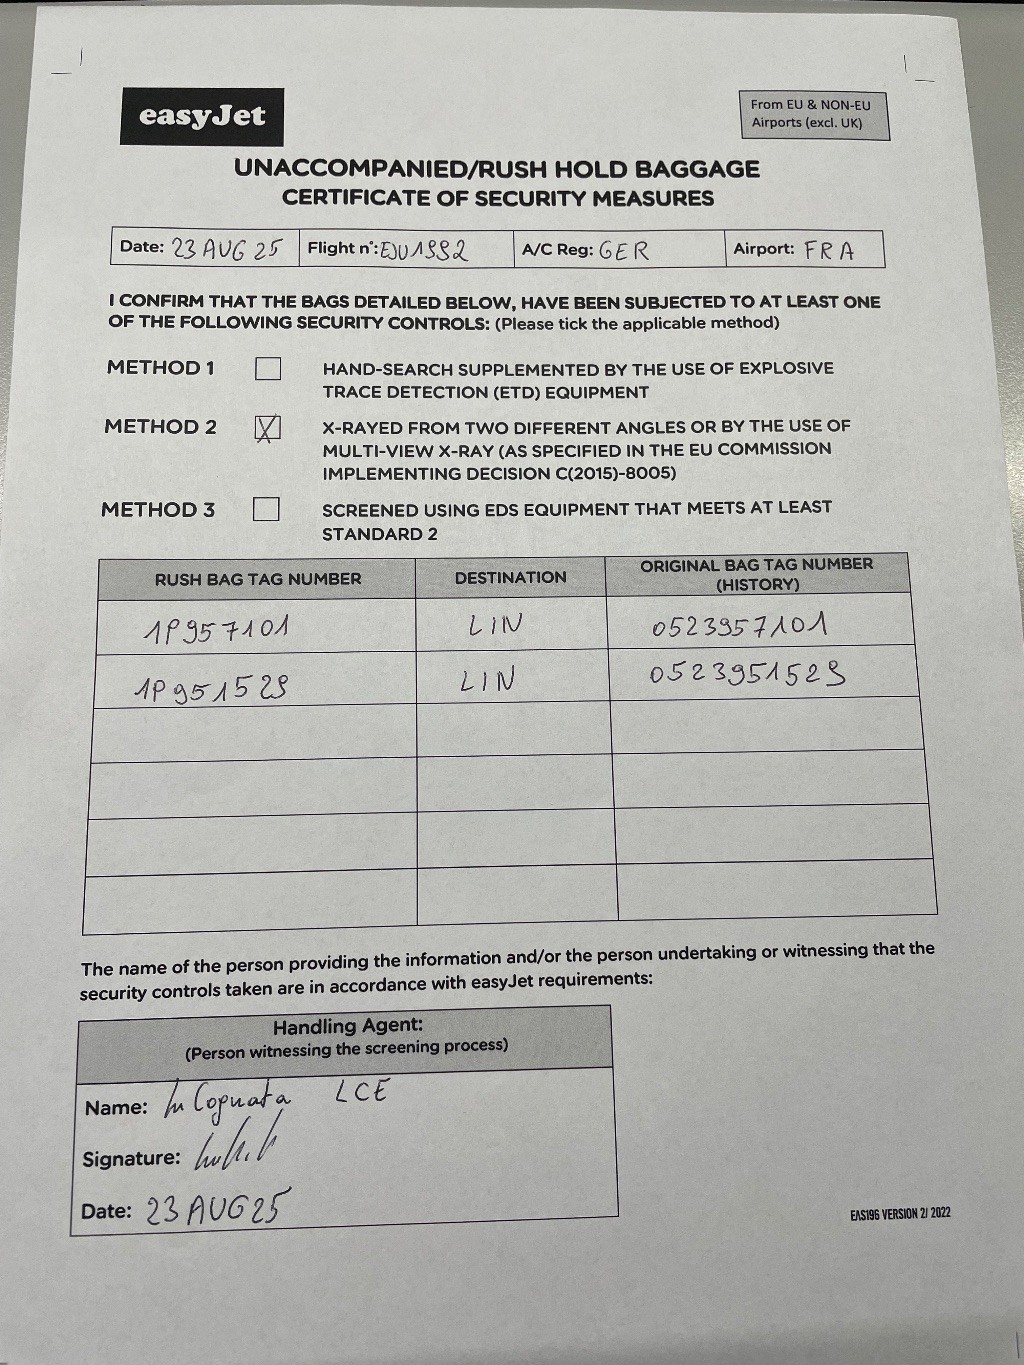 easyJet
From EU & NON-EU
Airports (excl. UK)
UNACCOMPANIED/RUSH HOLD BAGGAGE
CERTIFICATE OF SECURITY MEASURES
Date: 23 AUG 25 Flight n°: EJU1992 A/C Reg: GER Airport: FRA
I CONFIRM THAT THE BAGS DETAILED BELOW, HAVE BEEN SUBJECTED TO AT LEAST ONE
OF THE FOLLOWING SECURITY CONTROLS: (Please tick the applicable method)
METHOD 1 HAND-SEARCH SUPPLEMENTED BY THE USE OF EXPLOSIVE
TRACE DETECTION (ETD) EQUIPMENT
METHOD 2 X X-RAYED FROM TWO DIFFERENT ANGLES OR BY THE USE OF
MULTI-VIEW X-RAY (AS SPECIFIED IN THE EU COMMISSION
IMPLEMENTING DECISION C(2015)-8005)
METHOD 3 SCREENED USING EDS EQUIPMENT THAT MEETS AT LEAST
STANDARD 2
RUSH BAG TAG NUMBER DESTINATION ORIGINAL BAG TAG NUMBER
(HISTORY)
1P957101 LIN 0523957101
1P951529 LIN 0523951529
The name of the person providing the information and/or the person undertaking or witnessing that the
security controls taken are in accordance with easyJet requirements:
Handling Agent:
(Person witnessing the screening process)
Name: Cognata LCE
Signature:
Date: 23 AUG 25
EAS196 VERSION 2/ 2022